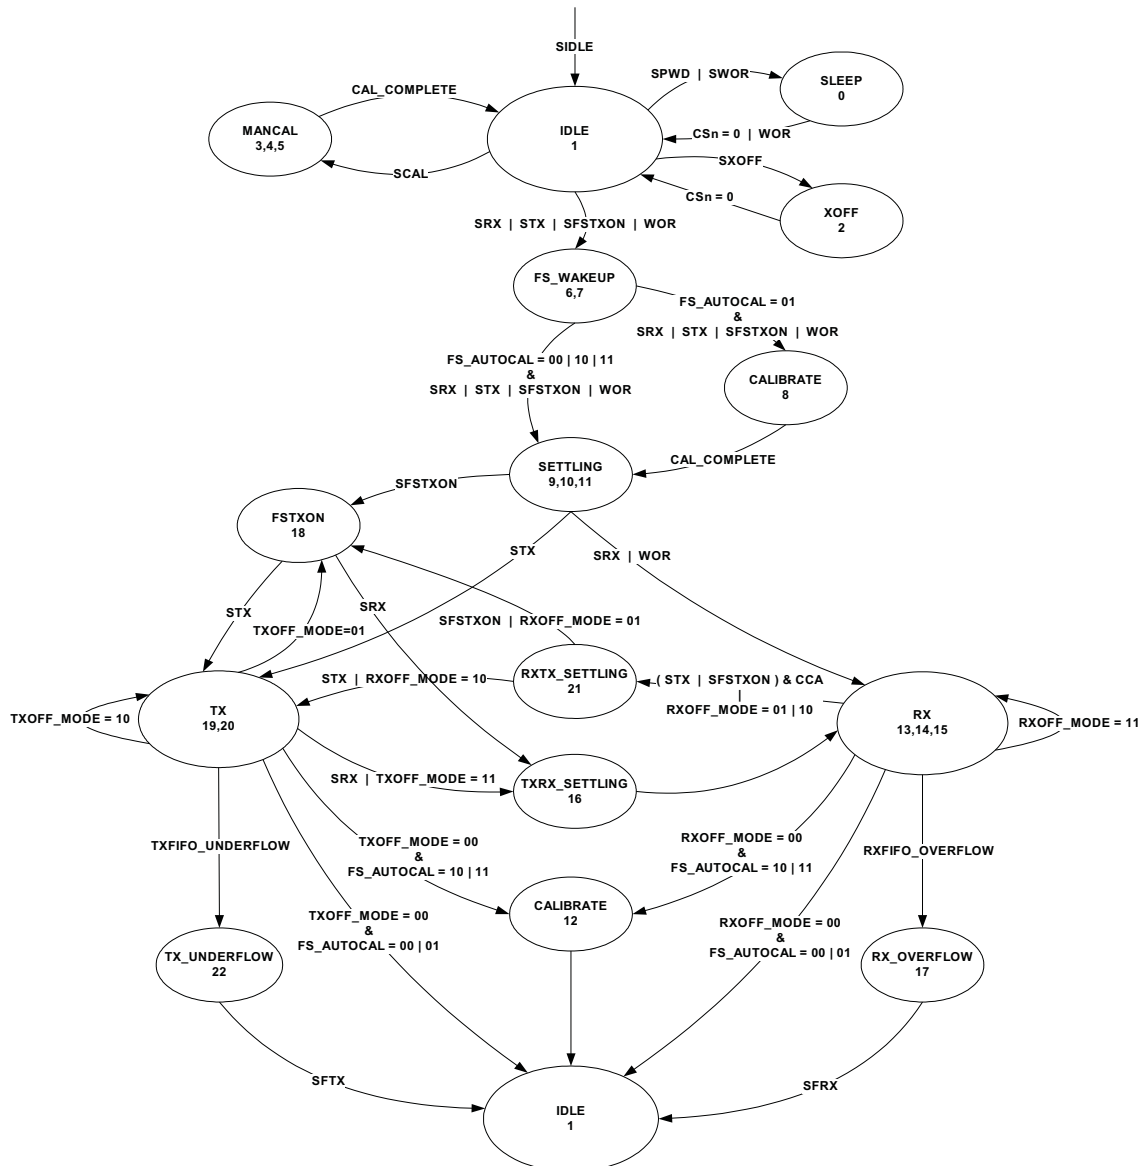 SIDLE
SPWD | SWOR
SLEEP
0
CAL_COMPLETE
MANCAL
3,4,5
IDLE
1
CSn = 0 | WOR
SCAL
SXOFF
CSn = 0
XOFF
2
SRX | STX | SFSTXON | WOR
FS_WAKEUP
6,7
FS_AUTOCAL = 01
&
SRX | STX | SFSTXON | WOR
FS_AUTOCAL = 00 | 10 | 11
&
SRX | STX | SFSTXON | WOR
CALIBRATE
8
CAL_COMPLETE
SETTLING
9,10,11
SFSTXON
FSTXON
18
STX
SRX | WOR
STX
SRX
TXOFF_MODE=01
SFSTXON | RXOFF_MODE = 01
STX | RXOFF_MODE = 10
RXTX_SETTLING
21
( STX | SFSTXON ) & CCA
|
RXOFF_MODE = 01 | 10
TXOFF_MODE = 10
TX
19,20
RX
13,14,15
RXOFF_MODE = 11
SRX | TXOFF_MODE = 11
TXRX_SETTLING
16
TXFIFO_UNDERFLOW
TXOFF_MODE = 00
&
FS_AUTOCAL = 10 | 11
RXOFF_MODE = 00
&
FS_AUTOCAL = 10 | 11
RXFIFO_OVERFLOW
TXOFF_MODE = 00
&
FS_AUTOCAL = 00 | 01
CALIBRATE
12
RXOFF_MODE = 00
&
FS_AUTOCAL = 00 | 01
TX_UNDERFLOW
22
RX_OVERFLOW
17
SFTX
SFRX
IDLE
1